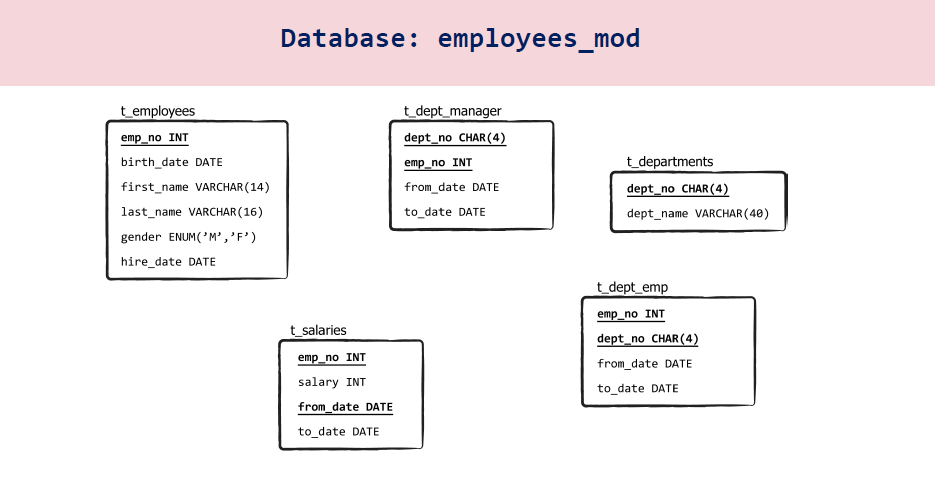 Database: employees_mod
t_employees
emp_no INT
birth_date DATE
first_name VARCHAR(14)
last_name VARCHAR(16)
gender ENUM(’M’,’F’)
hire_date DATE
t_dept_manager
dept_no CHAR(4)
emp_no INT
from_date DATE
to_date DATE
t_departments
dept_no CHAR(4)
dept_name VARCHAR(40)
t_salaries
emp_no INT
salary INT
from_date DATE
to_date DATE
t_dept_emp
emp_no INT
dept_no CHAR(4)
from_date DATE
to_date DATE